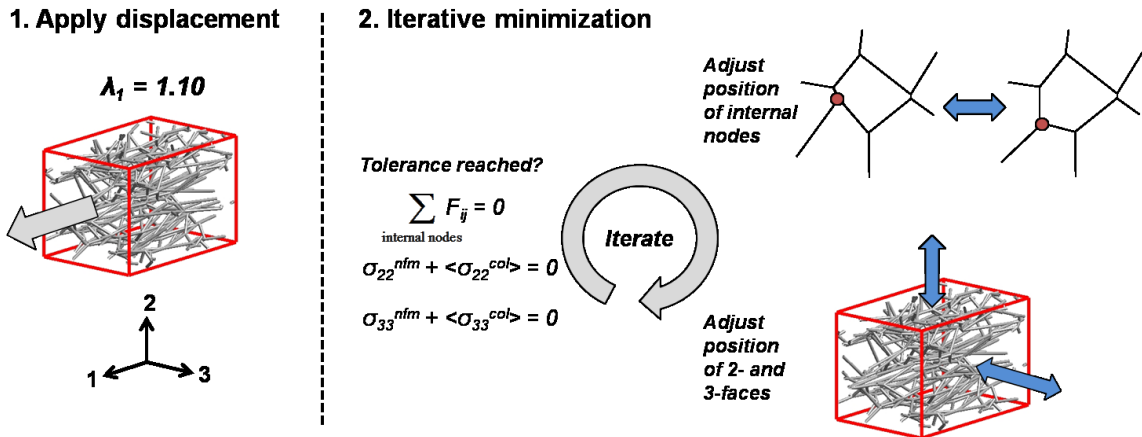 1. Apply displacement
λ₁ = 1.10
2
1
3
2. Iterative minimization
Tolerance reached?
∑ Fᵢⱼ = 0
internal nodes
σ₂₂ⁿᶠᵐ + <σ₂₂ᶜᵒˡ> = 0
σ₃₃ⁿᶠᵐ + <σ₃₃ᶜᵒˡ> = 0
Iterate
Adjust
position
of internal
nodes
Adjust
position
of 2- and
3-faces